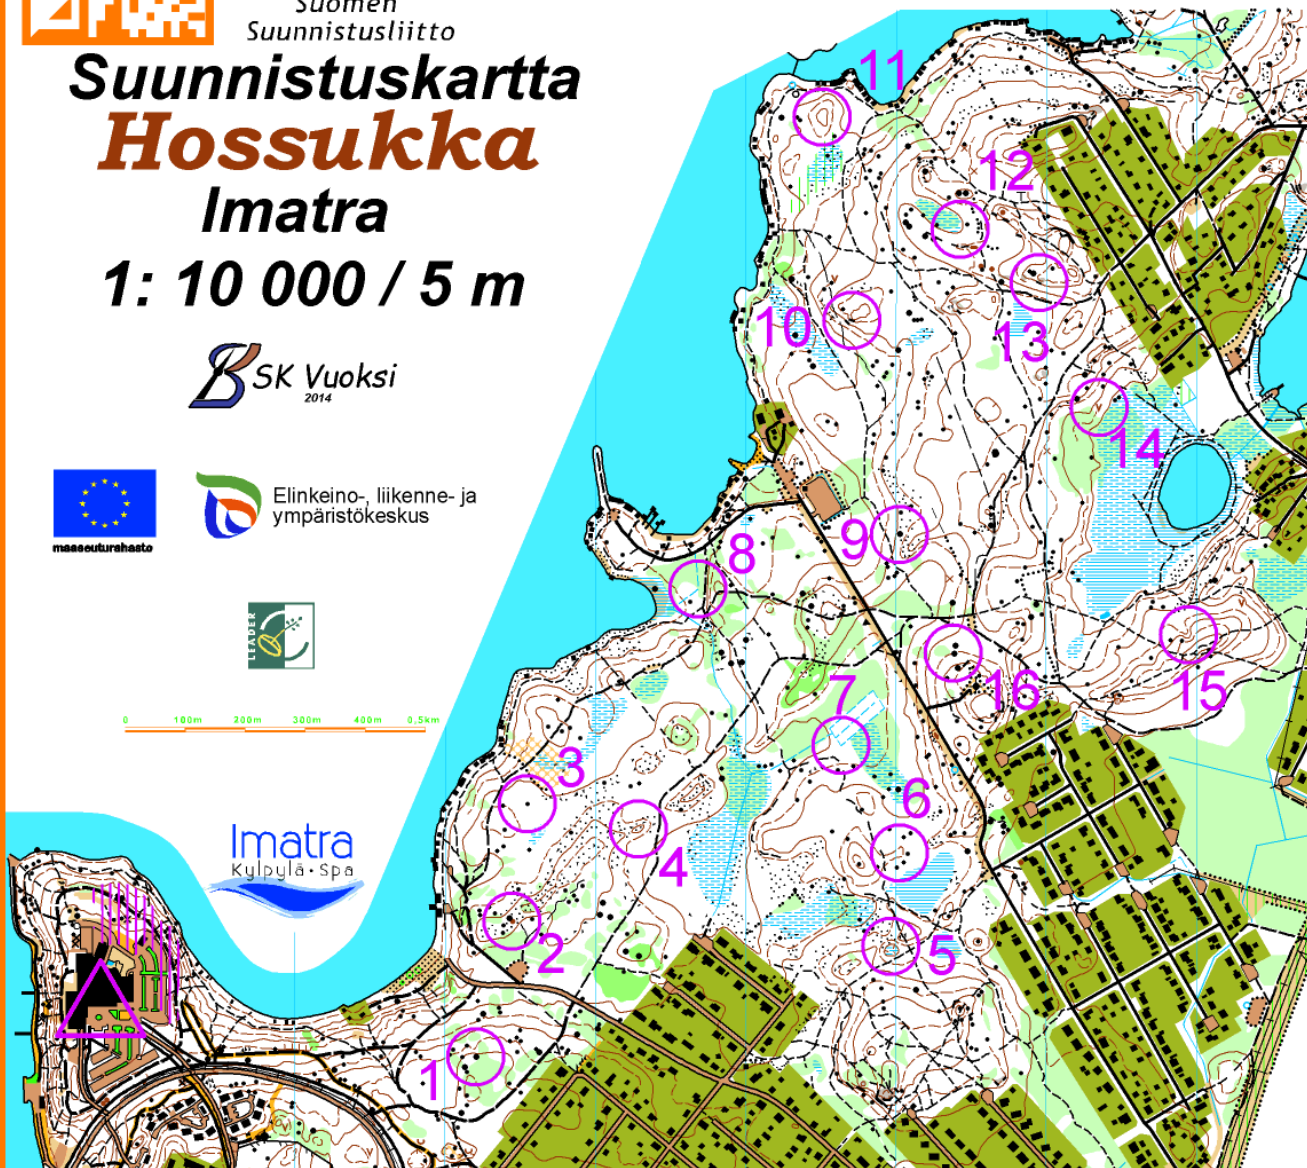 Suomen
Suunnistusliitto
Suunnistuskartta
Hossukka
Imatra
1: 10 000 / 5 m
SK Vuoksi
2014
Elinkeino-, liikenne- ja
ympäristökeskus
maaseuturahasto
LEADER
0 100m 200m 300m 400m 0,5km
Imatra
Kylpylä·Spa
11
12
10
13
14
9
8
7
16
15
3
6
4
2
5
1